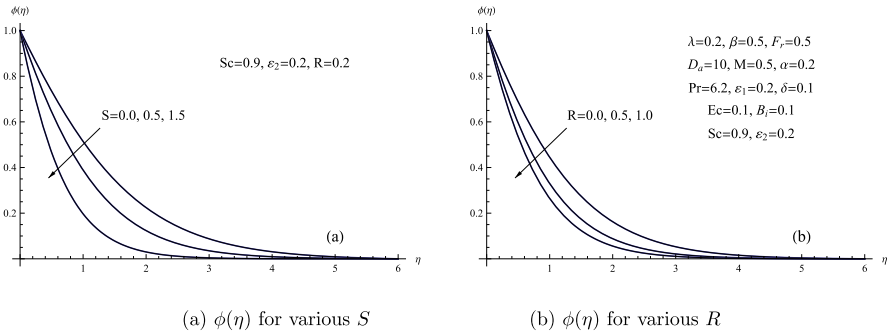 ϕ(η)
1.0
0.8
0.6
0.4
0.2
Sc=0.9, ε₂=0.2, R=0.2
S=0.0, 0.5, 1.5
(a)
1 2 3 4 5 6 η
(a) ϕ(η) for various S
ϕ(η)
1.0
0.8
0.6
0.4
0.2
λ=0.2, β=0.5, Fᵣ=0.5
Dₐ=10, M=0.5, α=0.2
Pr=6.2, ε₁=0.2, δ=0.1
Ec=0.1, Bᵢ=0.1
Sc=0.9, ε₂=0.2
R=0.0, 0.5, 1.0
(b)
1 2 3 4 5 6 η
(b) ϕ(η) for various R